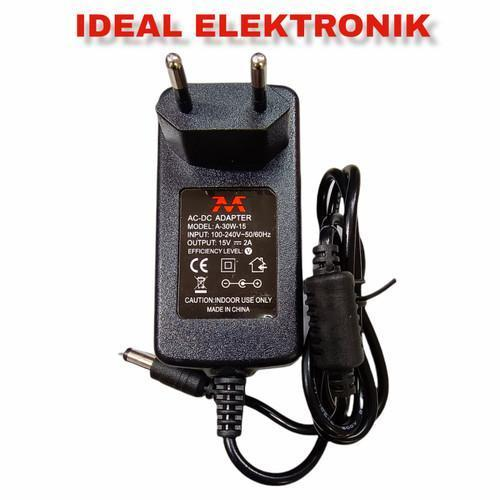 IDEAL ELEKTRONIK
AC-DC ADAPTER
MODEL: A-30W-15
INPUT: 100-240V~50/60Hz
OUTPUT: 15V ⎓ 2A
EFFICIENCY LEVEL: V
CE
CAUTION:INDOOR USE ONLY
MADE IN CHINA